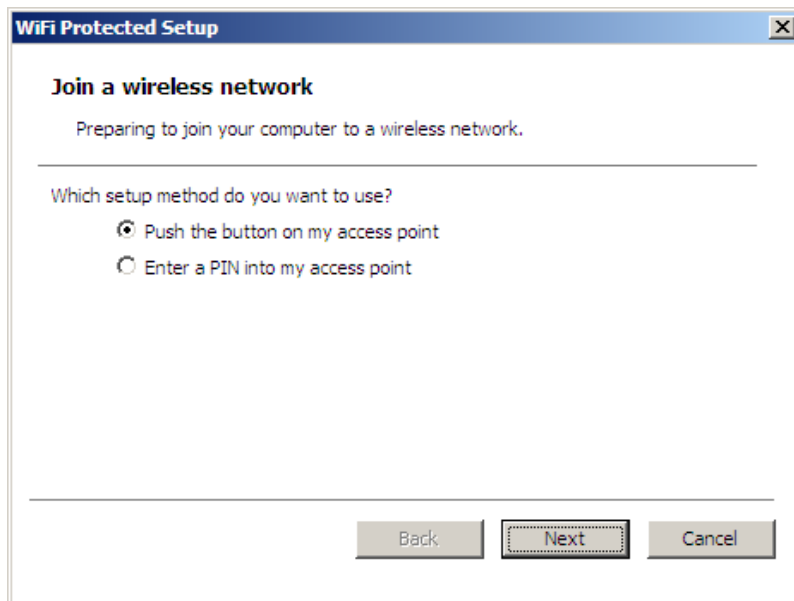 WiFi Protected Setup
Join a wireless network
Preparing to join your computer to a wireless network.
Which setup method do you want to use?
Push the button on my access point
Enter a PIN into my access point
Back Next Cancel